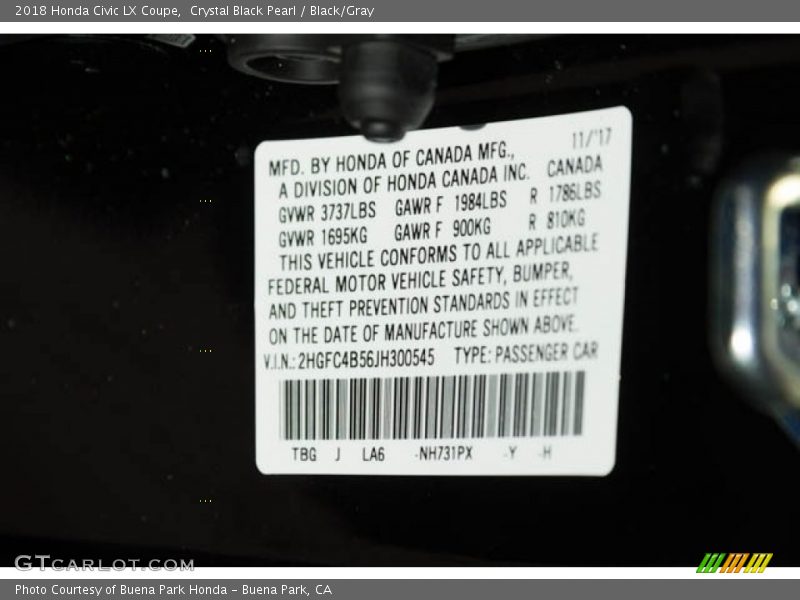 2018 Honda Civic LX Coupe,  Crystal Black Pearl / Black/Gray
11/'17
MFD. BY HONDA OF CANADA MFG.,
A DIVISION OF HONDA CANADA INC. CANADA
GVWR 3737LBS GAWR F 1984LBS R 1786LBS
GVWR 1695KG GAWR F 900KG R 810KG
THIS VEHICLE CONFORMS TO ALL APPLICABLE
FEDERAL MOTOR VEHICLE SAFETY, BUMPER,
AND THEFT PREVENTION STANDARDS IN EFFECT
ON THE DATE OF MANUFACTURE SHOWN ABOVE.
V.I.N.: 2HGFC4B56JH300545 TYPE: PASSENGER CAR
TBG J LA6 -NH731PX -Y -H
GTCARLOT.COM
Photo Courtesy of Buena Park Honda - Buena Park, CA